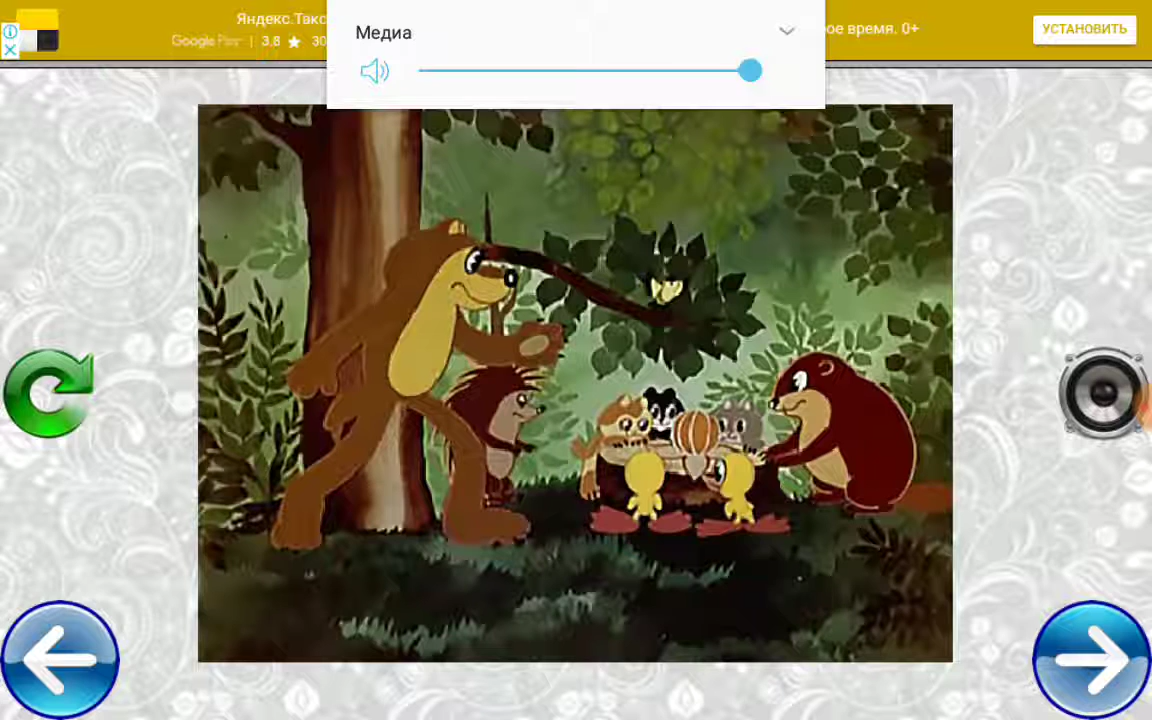 Яндекс.Такс
Google Play | 3.8 ★ 30
Медиа
ое время. 0+
УСТАНОВИТЬ